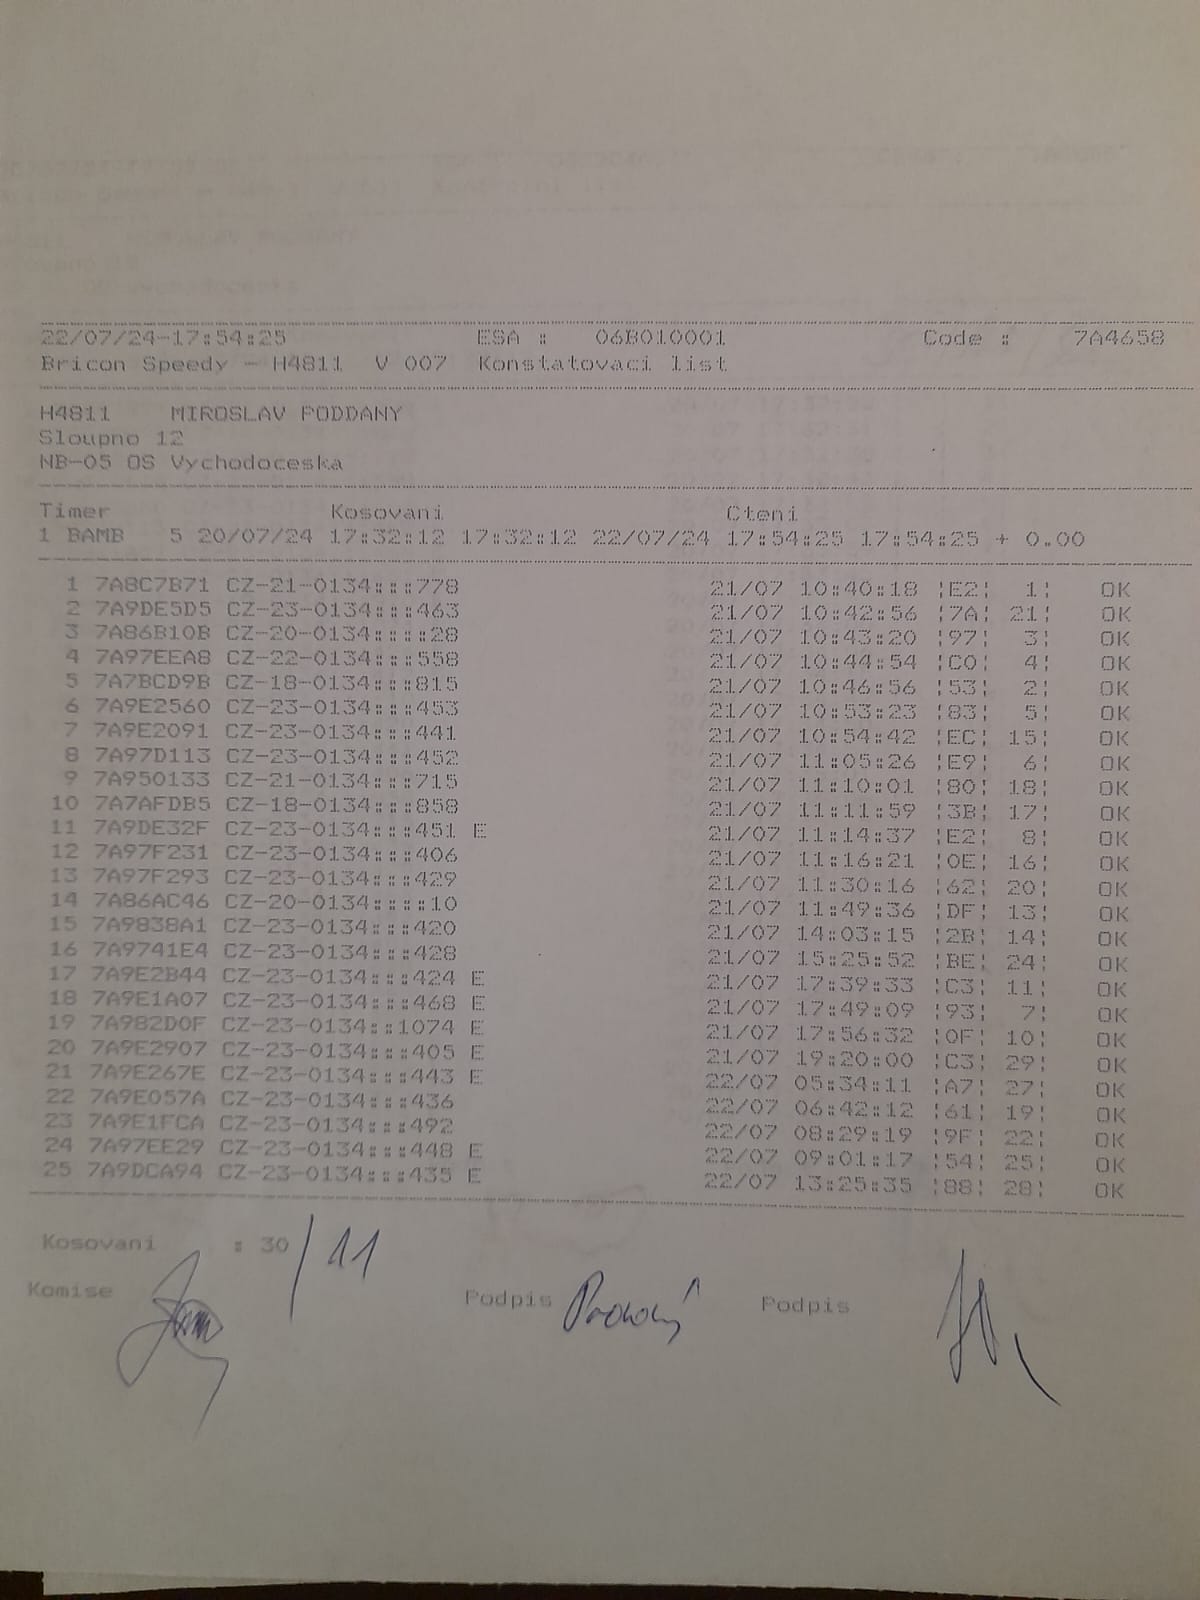 22/07/24-17:54:25 ESA : 06B010001 Code : 7A4658
Bricon Speedy - H4811 V 007 Konstatovaci list
H4811 MIROSLAV PODDANY
Sloupno 12
NB-05 OS Vychodoceska
Timer Kosovani Cteni
1 BAMB 5 20/07/24 17:32:12 17:32:12 22/07/24 17:54:25 17:54:25 + 0.00
1 7A8C7B71 CZ-21-0134:::778 21/07 10:40:18 ¦E2¦ 1¦ OK
2 7A9DE5D5 CZ-23-0134:::463 21/07 10:42:56 ¦7A¦ 21¦ OK
3 7A86B10B CZ-20-0134::::28 21/07 10:43:20 ¦97¦ 3¦ OK
4 7A97EEA8 CZ-22-0134:::558 21/07 10:44:54 ¦C0¦ 4¦ OK
5 7A7BCD9B CZ-18-0134:::815 21/07 10:46:56 ¦53¦ 2¦ OK
6 7A9E2560 CZ-23-0134:::453 21/07 10:53:23 ¦83¦ 5¦ OK
7 7A9E2091 CZ-23-0134:::441 21/07 10:54:42 ¦EC¦ 15¦ OK
8 7A97D113 CZ-23-0134:::452 21/07 11:05:26 ¦E9¦ 6¦ OK
9 7A950133 CZ-21-0134:::715 21/07 11:10:01 ¦80¦ 18¦ OK
10 7A7AFDB5 CZ-18-0134:::858 21/07 11:11:59 ¦3B¦ 17¦ OK
11 7A9DE32F CZ-23-0134:::451 E 21/07 11:14:37 ¦E2¦ 8¦ OK
12 7A97F231 CZ-23-0134:::406 21/07 11:16:21 ¦0E¦ 16¦ OK
13 7A97F293 CZ-23-0134:::429 21/07 11:30:16 ¦62¦ 20¦ OK
14 7A86AC46 CZ-20-0134::::10 21/07 11:49:36 ¦DF¦ 13¦ OK
15 7A9838A1 CZ-23-0134:::420 21/07 14:03:15 ¦2B¦ 14¦ OK
16 7A9741E4 CZ-23-0134:::428 21/07 15:25:52 ¦BE¦ 24¦ OK
17 7A9E2B44 CZ-23-0134:::424 E 21/07 17:39:33 ¦C3¦ 11¦ OK
18 7A9E1A07 CZ-23-0134:::468 E 21/07 17:49:09 ¦93¦ 7¦ OK
19 7A982D0F CZ-23-0134::1074 E 21/07 17:56:32 ¦0F¦ 10¦ OK
20 7A9E2907 CZ-23-0134:::405 E 21/07 19:20:00 ¦C3¦ 29¦ OK
21 7A9E267E CZ-23-0134:::443 E 22/07 05:34:11 ¦A7¦ 27¦ OK
22 7A9E057A CZ-23-0134:::436 22/07 06:42:12 ¦61¦ 19¦ OK
23 7A9E1FCA CZ-23-0134:::492 22/07 08:29:19 ¦9F¦ 22¦ OK
24 7A97EE29 CZ-23-0134:::448 E 22/07 09:01:17 ¦54¦ 25¦ OK
25 7A9DCA94 CZ-23-0134:::435 E 22/07 13:25:35 ¦88¦ 28¦ OK
Kosovani : 30 / 11
Komise Podpis Podpis